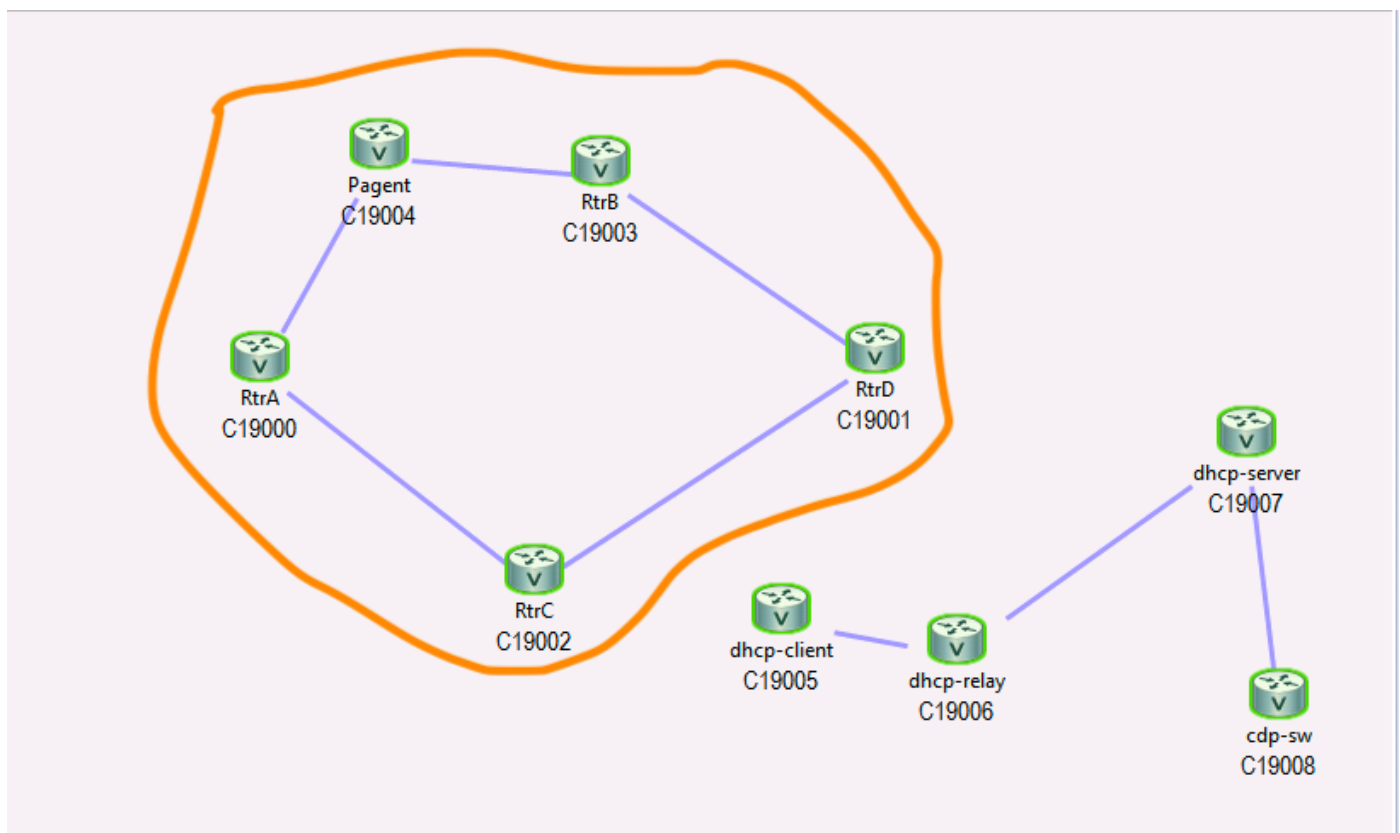 Pagent
C19004
RtrB
C19003
RtrA
C19000
RtrD
C19001
dhcp-server
C19007
RtrC
C19002
dhcp-client
C19005
dhcp-relay
C19006
cdp-sw
C19008
V
V
V
V
V
V
V
V
V